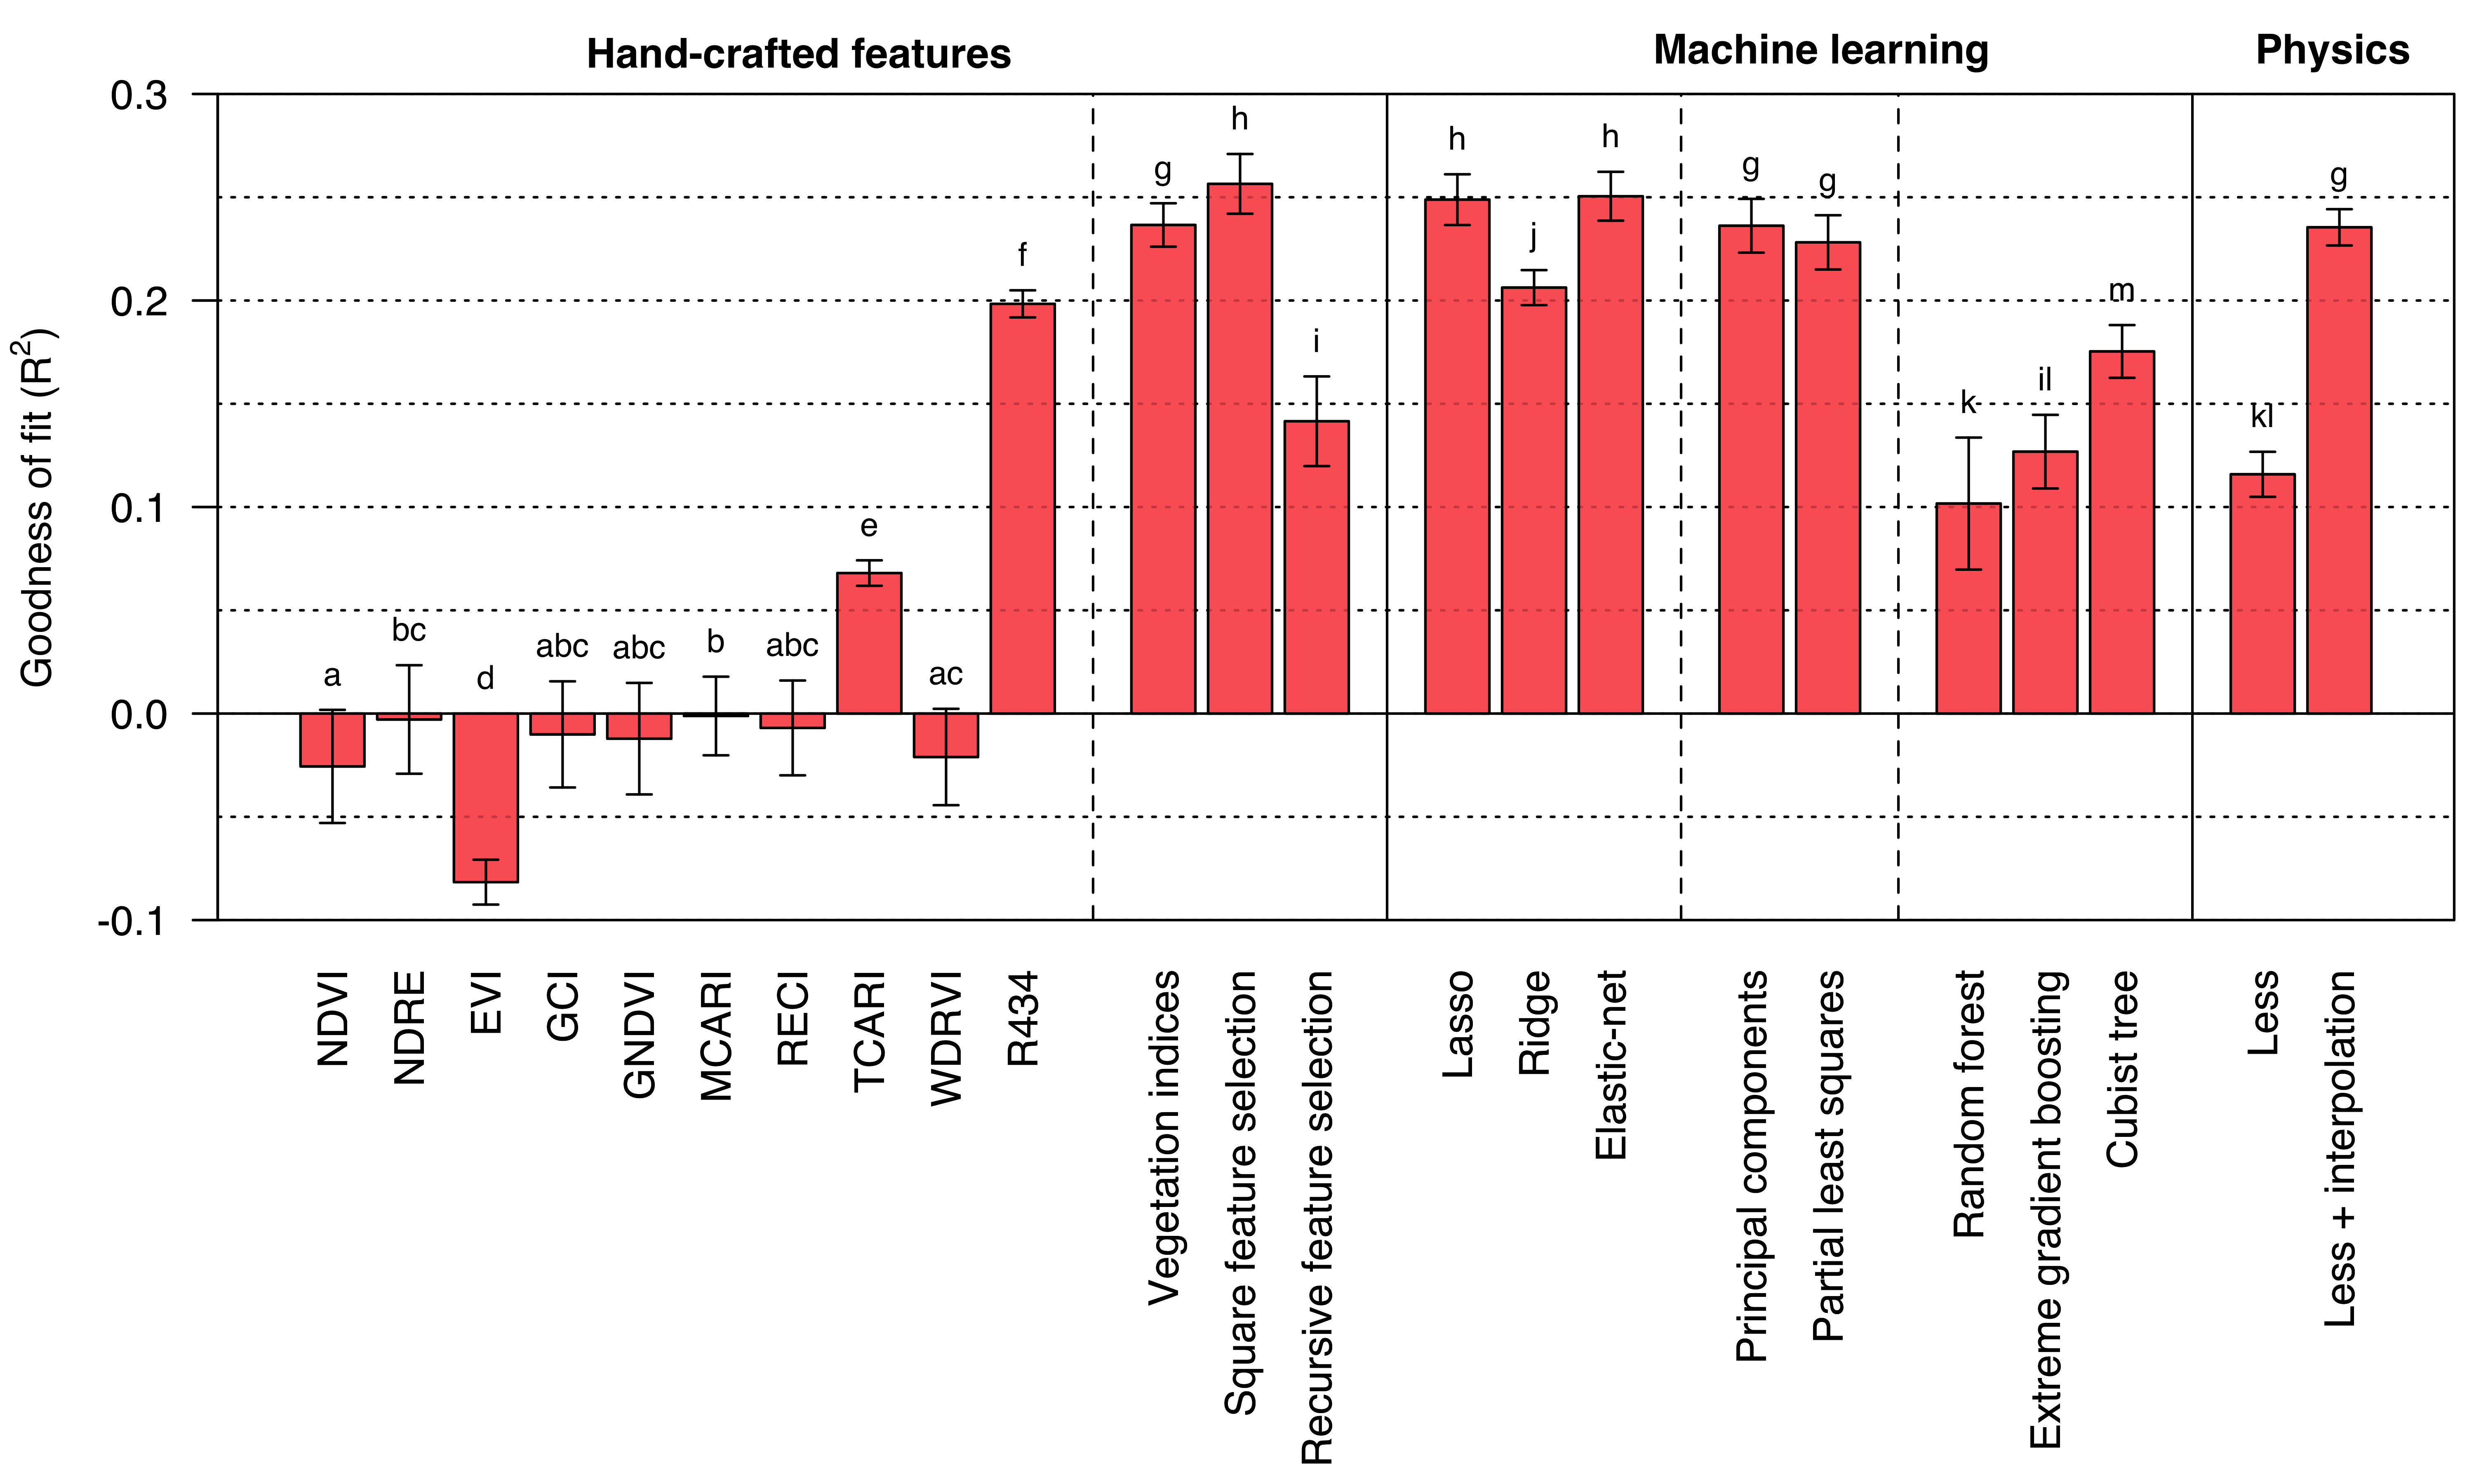 Hand-crafted features
Machine learning
Physics
Goodness of fit (R²)
0.3
0.2
0.1
0.0
-0.1
a
bc
d
abc
abc
b
abc
e
ac
f
g
h
i
h
j
h
g
g
k
il
m
kl
g
NDVI
NDRE
EVI
GCI
GNDVI
MCARI
RECI
TCARI
WDRVI
R434
Vegetation indices
Square feature selection
Recursive feature selection
Lasso
Ridge
Elastic-net
Principal components
Partial least squares
Random forest
Extreme gradient boosting
Cubist tree
Less
Less + interpolation